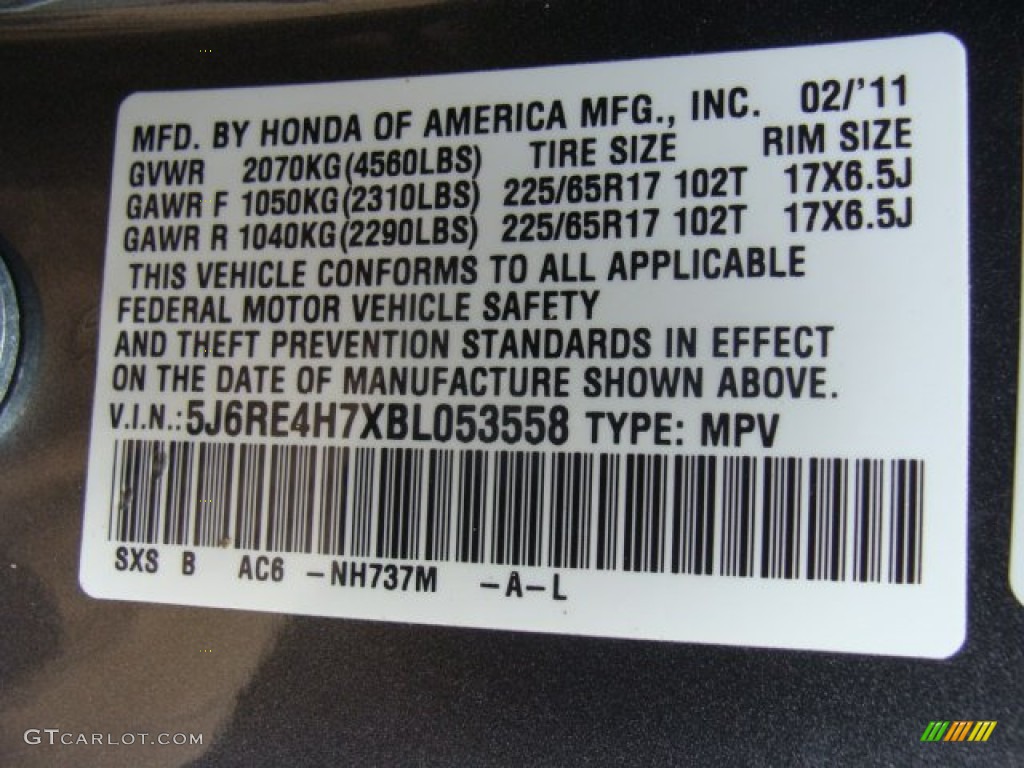 MFD. BY HONDA OF AMERICA MFG., INC. 02/'11
GVWR 2070KG(4560LBS) TIRE SIZE RIM SIZE
GAWR F 1050KG(2310LBS) 225/65R17 102T 17X6.5J
GAWR R 1040KG(2290LBS) 225/65R17 102T 17X6.5J
THIS VEHICLE CONFORMS TO ALL APPLICABLE
FEDERAL MOTOR VEHICLE SAFETY
AND THEFT PREVENTION STANDARDS IN EFFECT
ON THE DATE OF MANUFACTURE SHOWN ABOVE.
V.I.N.: 5J6RE4H7XBL053558 TYPE: MPV
SXS B AC6 -NH737M -A-L
GTCARLOT.COM